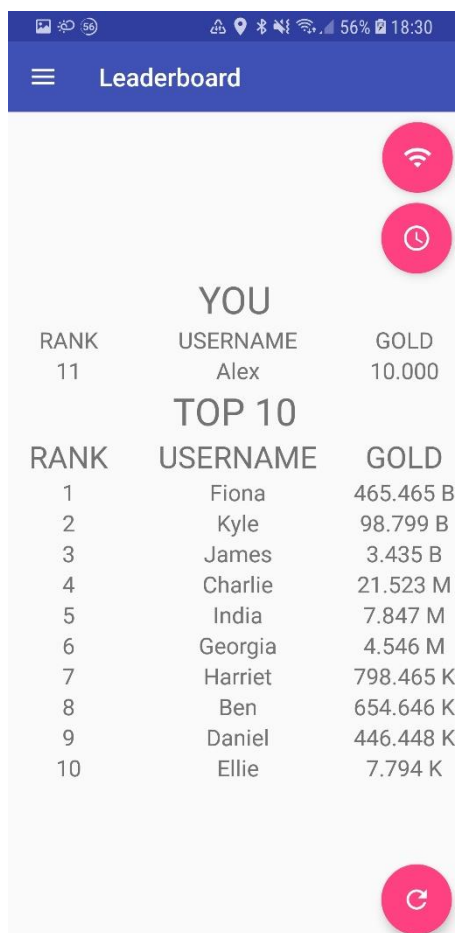 56 56% 18:30
Leaderboard
YOU
RANK USERNAME GOLD
11 Alex 10.000
TOP 10
RANK USERNAME GOLD
1 Fiona 465.465 B
2 Kyle 98.799 B
3 James 3.435 B
4 Charlie 21.523 M
5 India 7.847 M
6 Georgia 4.546 M
7 Harriet 798.465 K
8 Ben 654.646 K
9 Daniel 446.448 K
10 Ellie 7.794 K